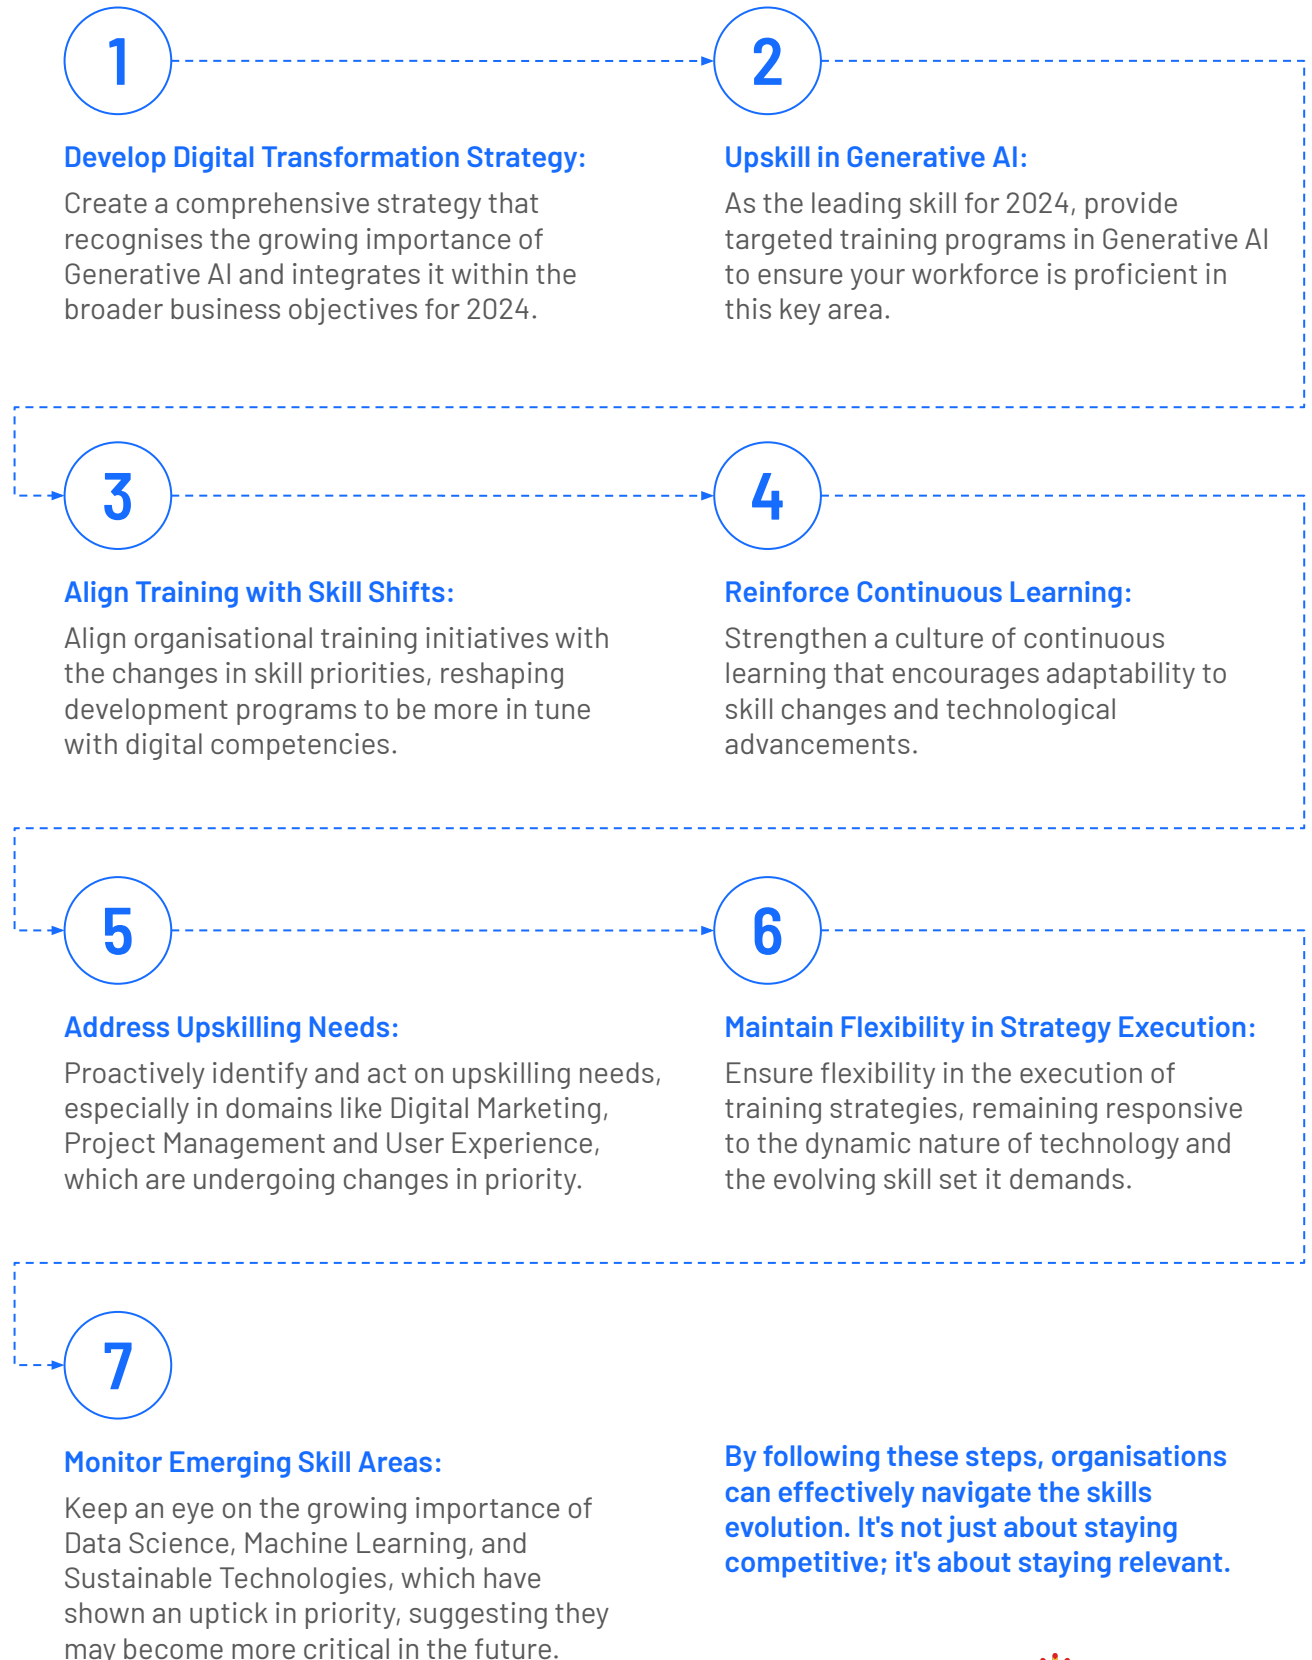 1
Develop Digital Transformation Strategy:
Create a comprehensive strategy that
recognises the growing importance of
Generative AI and integrates it within the
broader business objectives for 2024.
2
Upskill in Generative AI:
As the leading skill for 2024, provide
targeted training programs in Generative AI
to ensure your workforce is proficient in
this key area.
3
Align Training with Skill Shifts:
Align organisational training initiatives with
the changes in skill priorities, reshaping
development programs to be more in tune
with digital competencies.
4
Reinforce Continuous Learning:
Strengthen a culture of continuous
learning that encourages adaptability to
skill changes and technological
advancements.
5
Address Upskilling Needs:
Proactively identify and act on upskilling needs,
especially in domains like Digital Marketing,
Project Management and User Experience,
which are undergoing changes in priority.
6
Maintain Flexibility in Strategy Execution:
Ensure flexibility in the execution of
training strategies, remaining responsive
to the dynamic nature of technology and
the evolving skill set it demands.
7
Monitor Emerging Skill Areas:
Keep an eye on the growing importance of
Data Science, Machine Learning, and
Sustainable Technologies, which have
shown an uptick in priority, suggesting they
may become more critical in the future.
By following these steps, organisations
can effectively navigate the skills
evolution. It's not just about staying
competitive; it's about staying relevant.